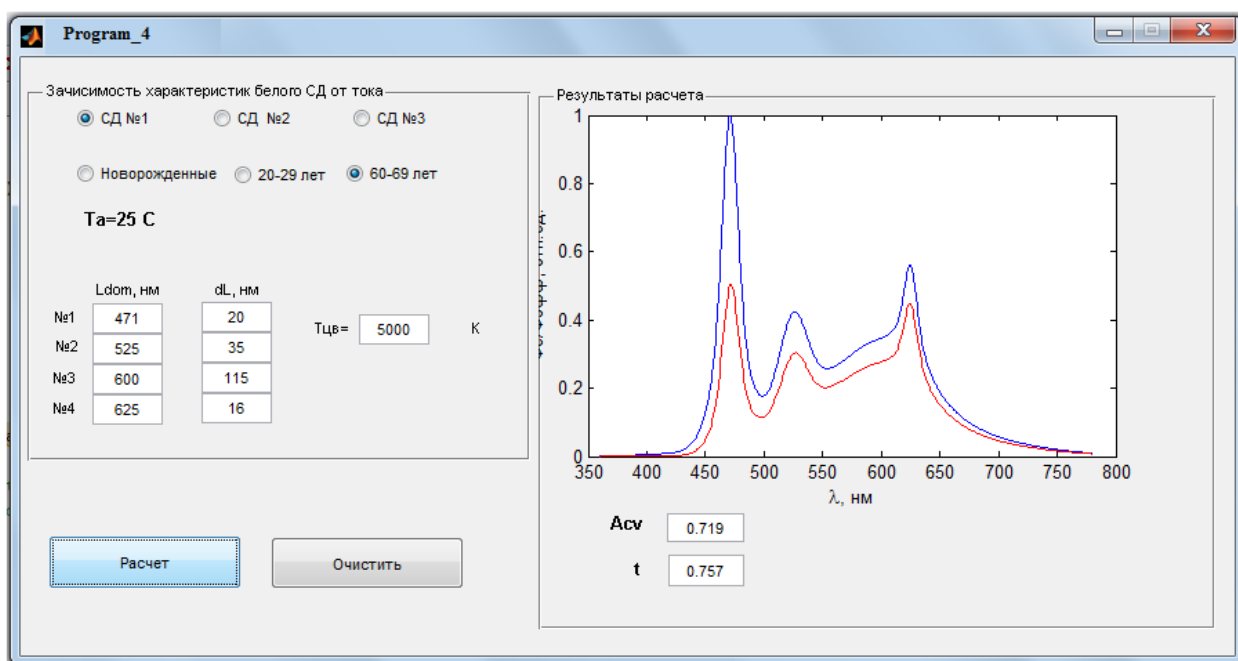 Program_4
Зачисимость характеристик белого СД от тока
СД №1 СД №2 СД №3
Новорожденные 20-29 лет 60-69 лет
Ta=25 C
Ldom, нм dL, нм
№1 471 20
№2 525 35
№3 600 115
№4 625 16
Тцв= 5000 К
Расчет Очистить
Результаты расчета
1
0.8
0.6
0.4
0.2
0
350 400 450 500 550 600 650 700 750 800
λ, нм
Acv 0.719
t 0.757